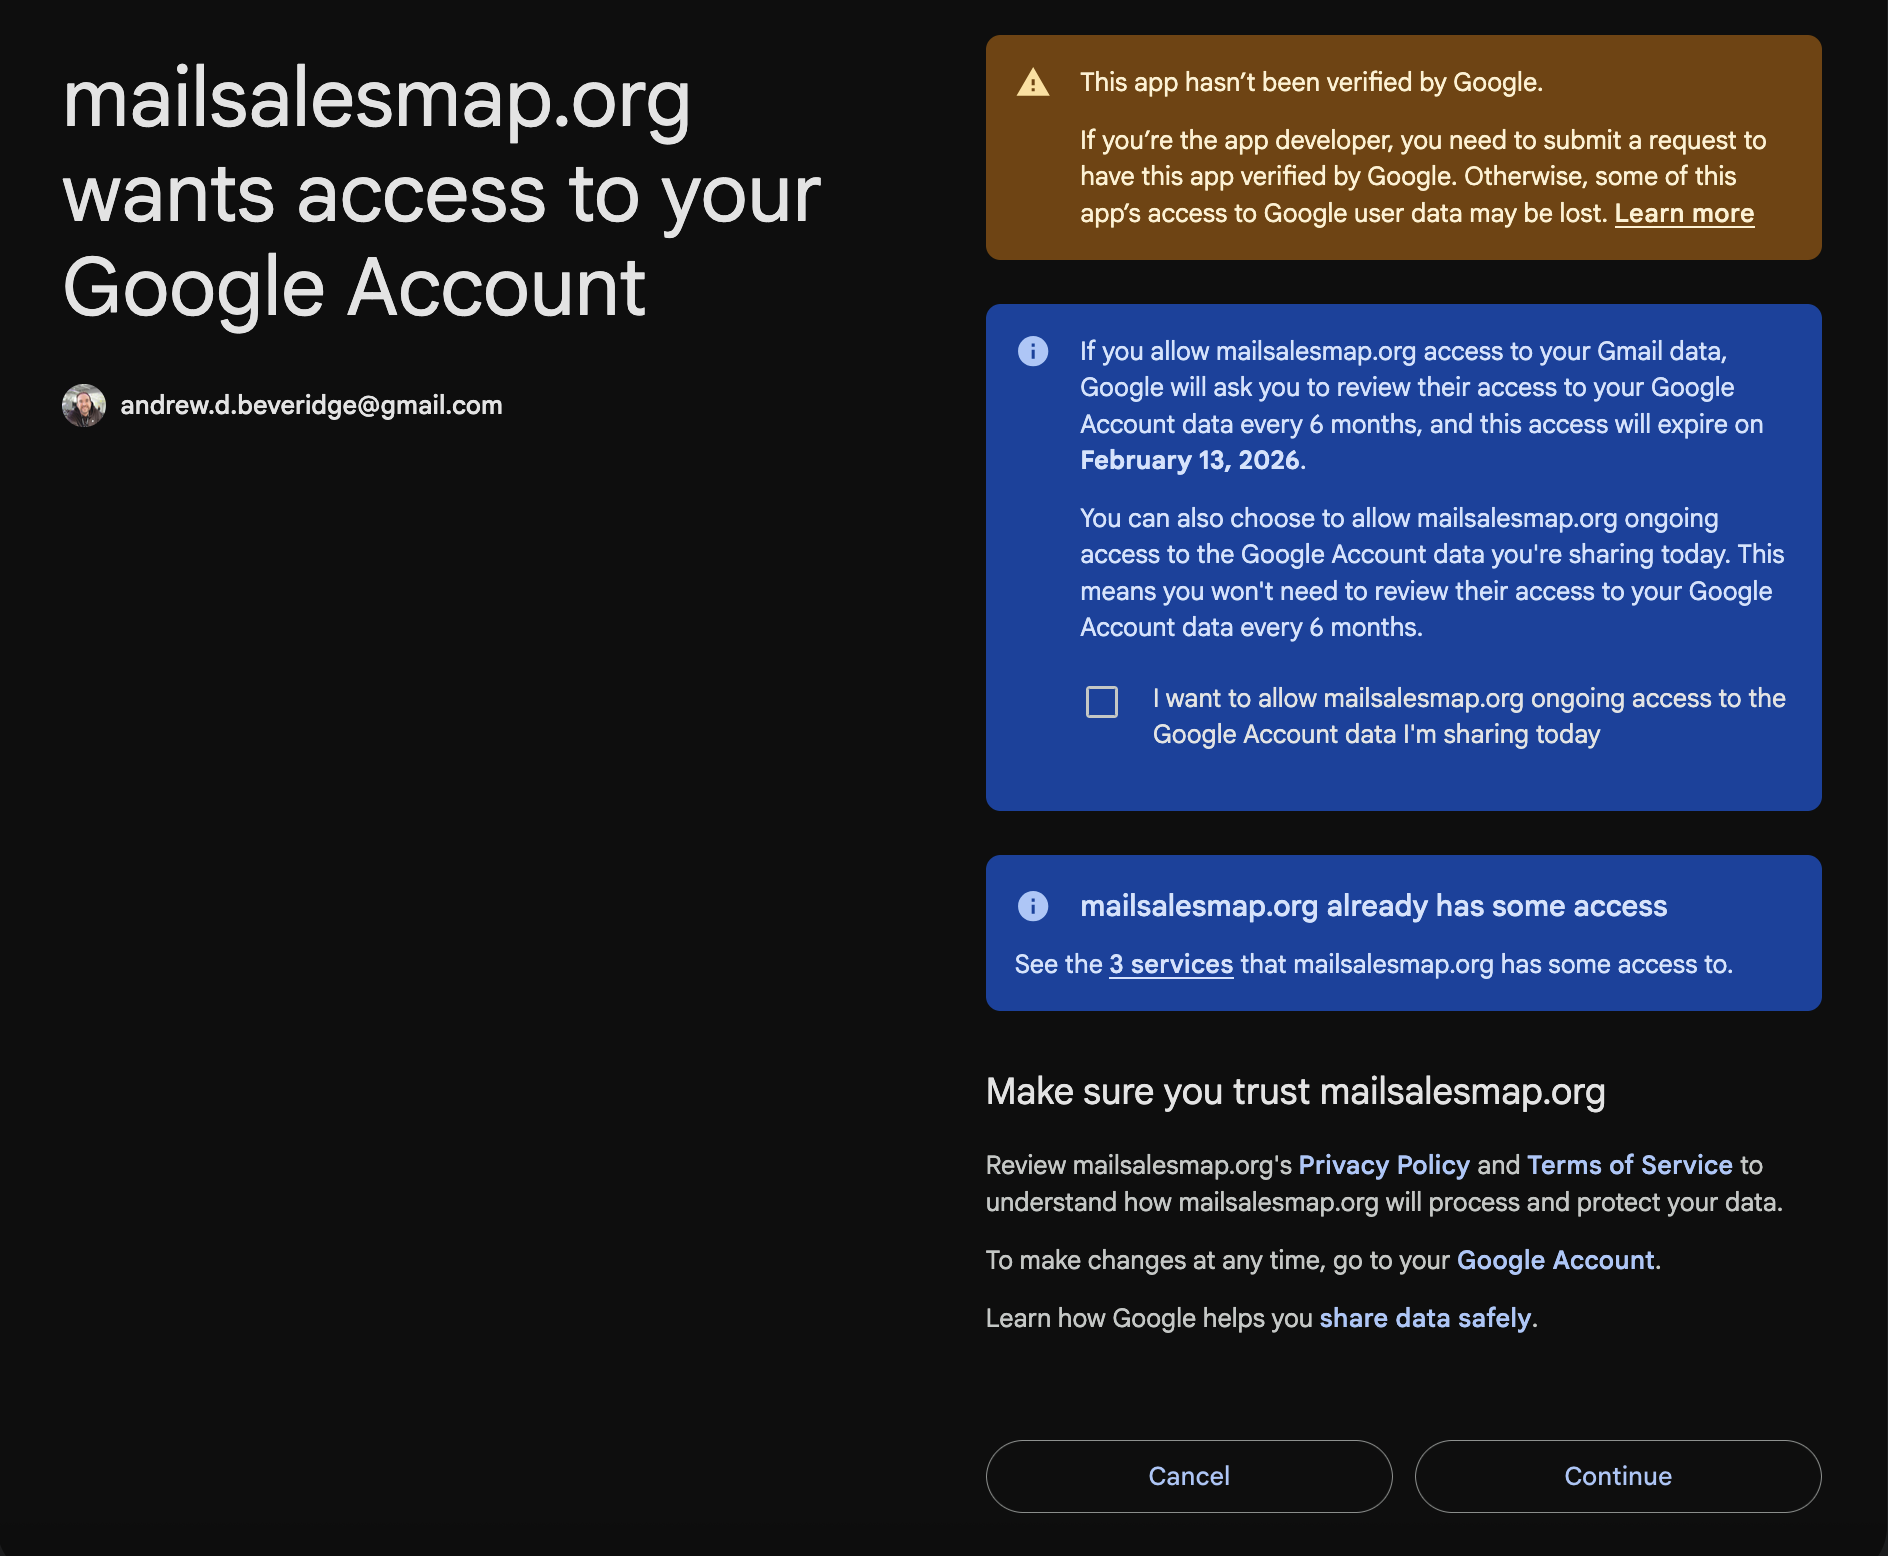 mailsalesmap.org
wants access to your
Google Account
andrew.d.beveridge@gmail.com
This app hasn’t been verified by Google.
If you’re the app developer, you need to submit a request to
have this app verified by Google. Otherwise, some of this
app’s access to Google user data may be lost. Learn more
If you allow mailsalesmap.org access to your Gmail data,
Google will ask you to review their access to your Google
Account data every 6 months, and this access will expire on
February 13, 2026.
You can also choose to allow mailsalesmap.org ongoing
access to the Google Account data you're sharing today. This
means you won't need to review their access to your Google
Account data every 6 months.
I want to allow mailsalesmap.org ongoing access to the
Google Account data I'm sharing today
mailsalesmap.org already has some access
See the 3 services that mailsalesmap.org has some access to.
Make sure you trust mailsalesmap.org
Review mailsalesmap.org's Privacy Policy and Terms of Service to
understand how mailsalesmap.org will process and protect your data.
To make changes at any time, go to your Google Account.
Learn how Google helps you share data safely.
Cancel
Continue